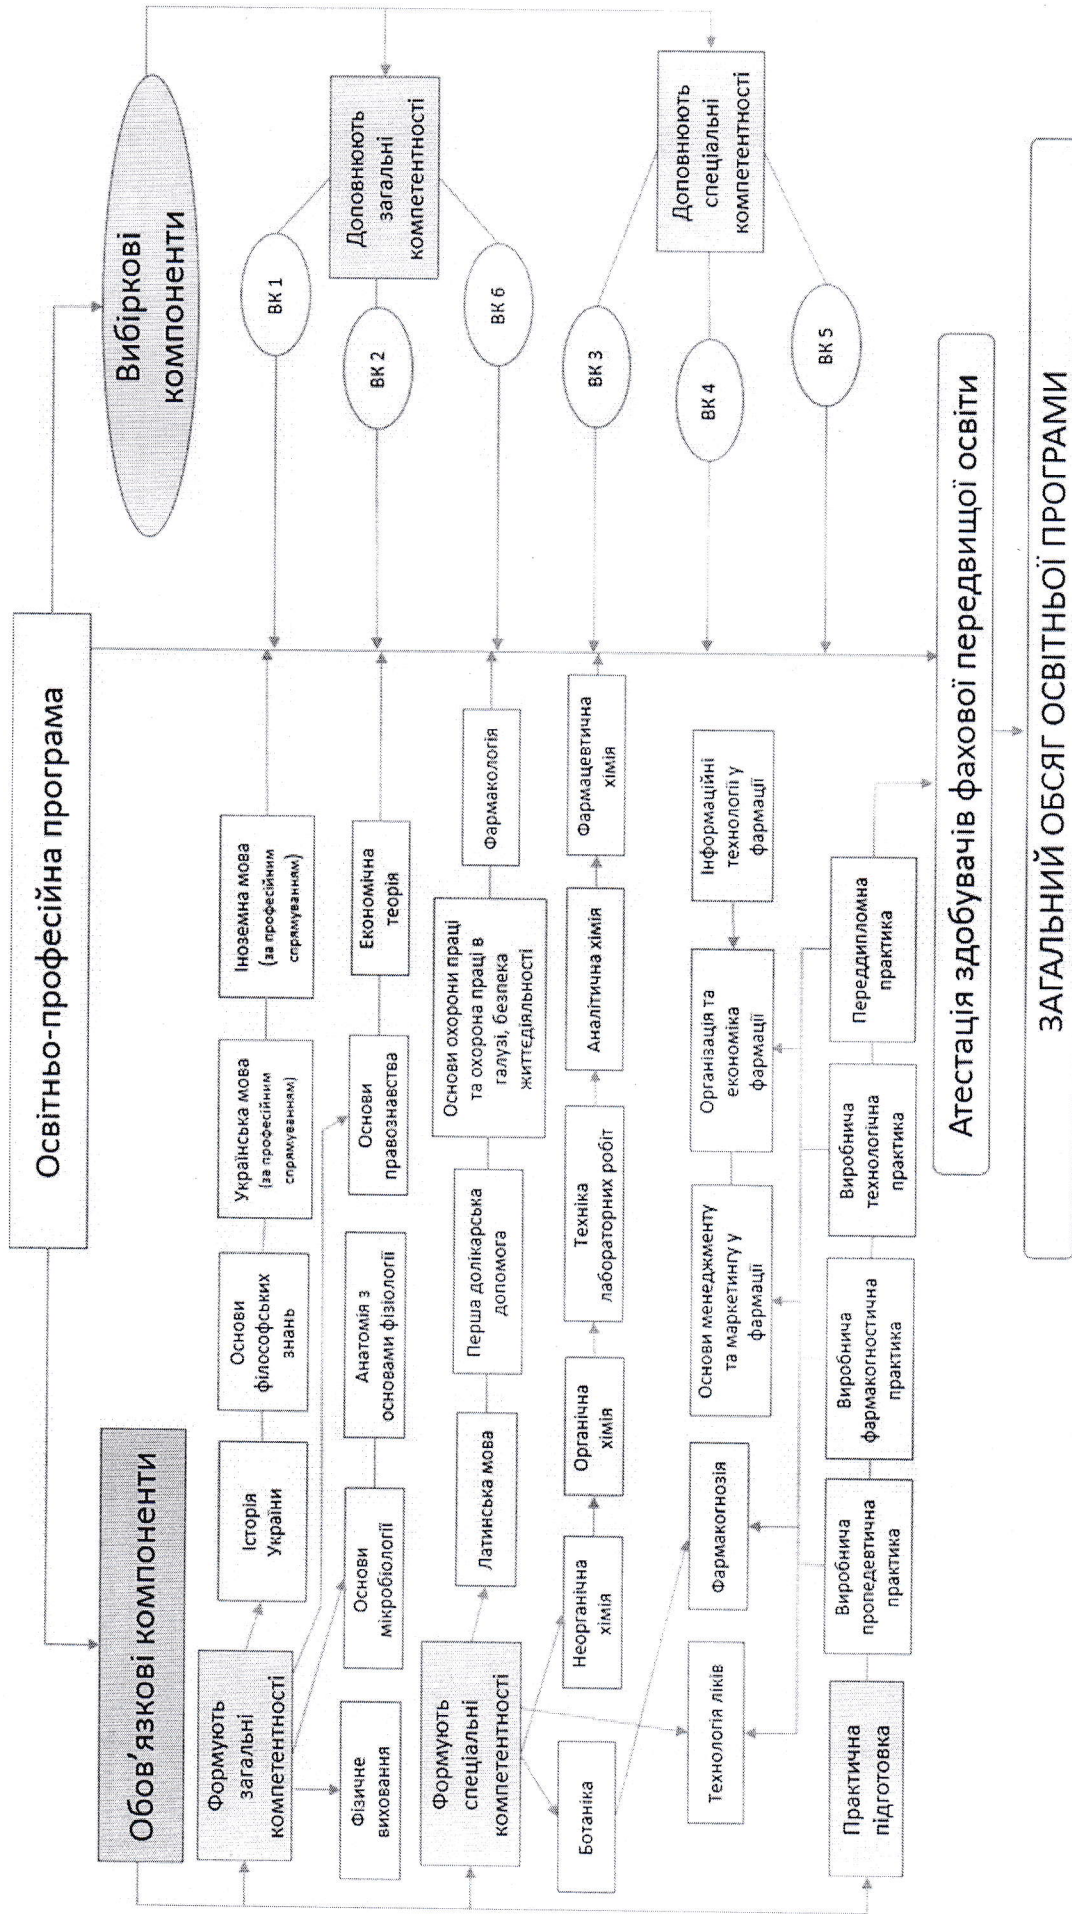 Освітньо-професійна програма
Обов'язкові компоненти
Вибіркові
компоненти
Формують
загальні
компетентності
Історія
України
Основи
філософських
знань
Українська мова
(за професійним
спрямуванням)
Іноземна мова
(за професійним
спрямуванням)
ВК 1
Доповнюють
загальні
компетентності
Фізичне
виховання
Основи
мікробіології
Анатомія з
основами фізіології
Основи
правознавства
Економічна
теорія
ВК 2
Формують
спеціальні
компетентності
Латинська мова
Перша долікарська
допомога
Основи охорони праці
та охорона праці в
галузі, безпека
життєдіяльності
Фармакологія
ВК 6
Ботаніка
Неорганічна
хімія
Органічна
хімія
Техніка
лабораторних робіт
Аналітична хімія
Фармацевтична
хімія
ВК 3
Доповнюють
спеціальні
компетентності
Технологія ліків
Фармакогнозія
Основи менеджменту
та маркетингу у
фармації
Організація та
економіка
фармації
Інформаційні
технології у
фармації
ВК 4
Практична
підготовка
Виробнича
пропедевтична
практика
Виробнича
фармакогностична
практика
Виробнича
технологічна
практика
Переддипломна
практика
ВК 5
Атестація здобувачів фахової передвищої освіти
ЗАГАЛЬНИЙ ОБСЯГ ОСВІТНЬОЇ ПРОГРАМИ